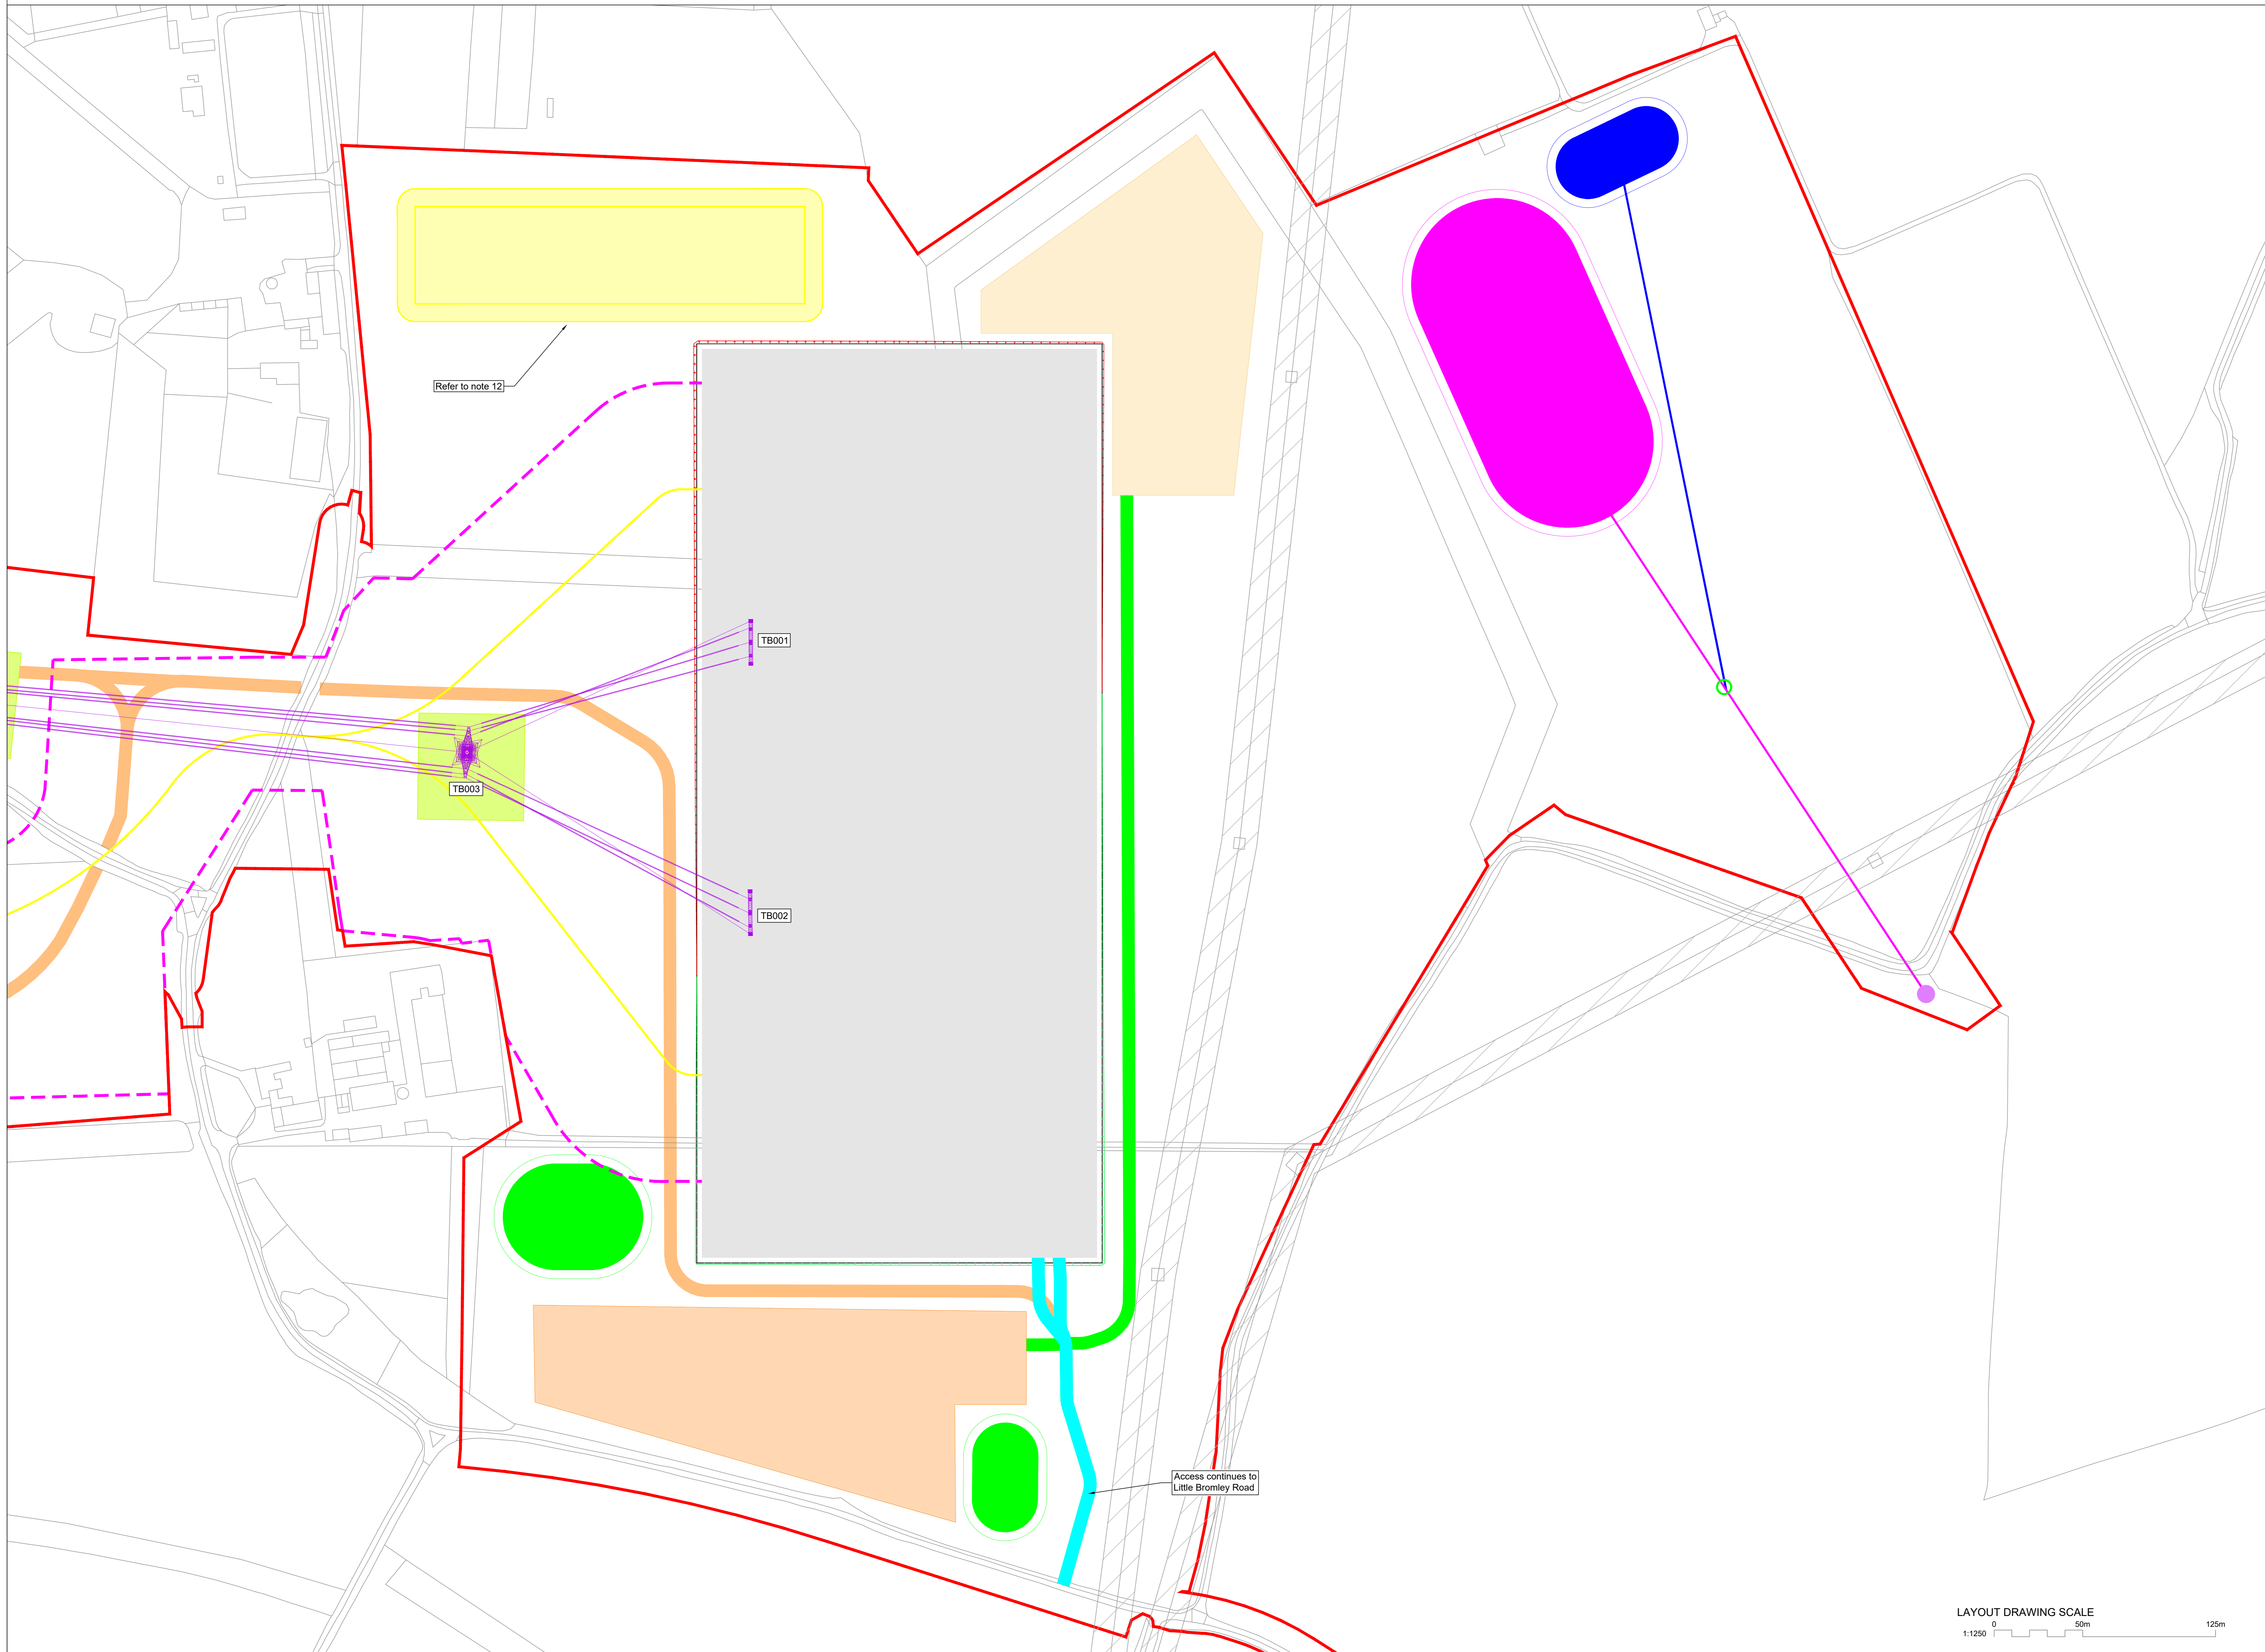 Refer to note 12
TB001
TB003
TB002
Access continues to
Little Bromley Road
LAYOUT DRAWING SCALE
0 50m 125m
1:1250